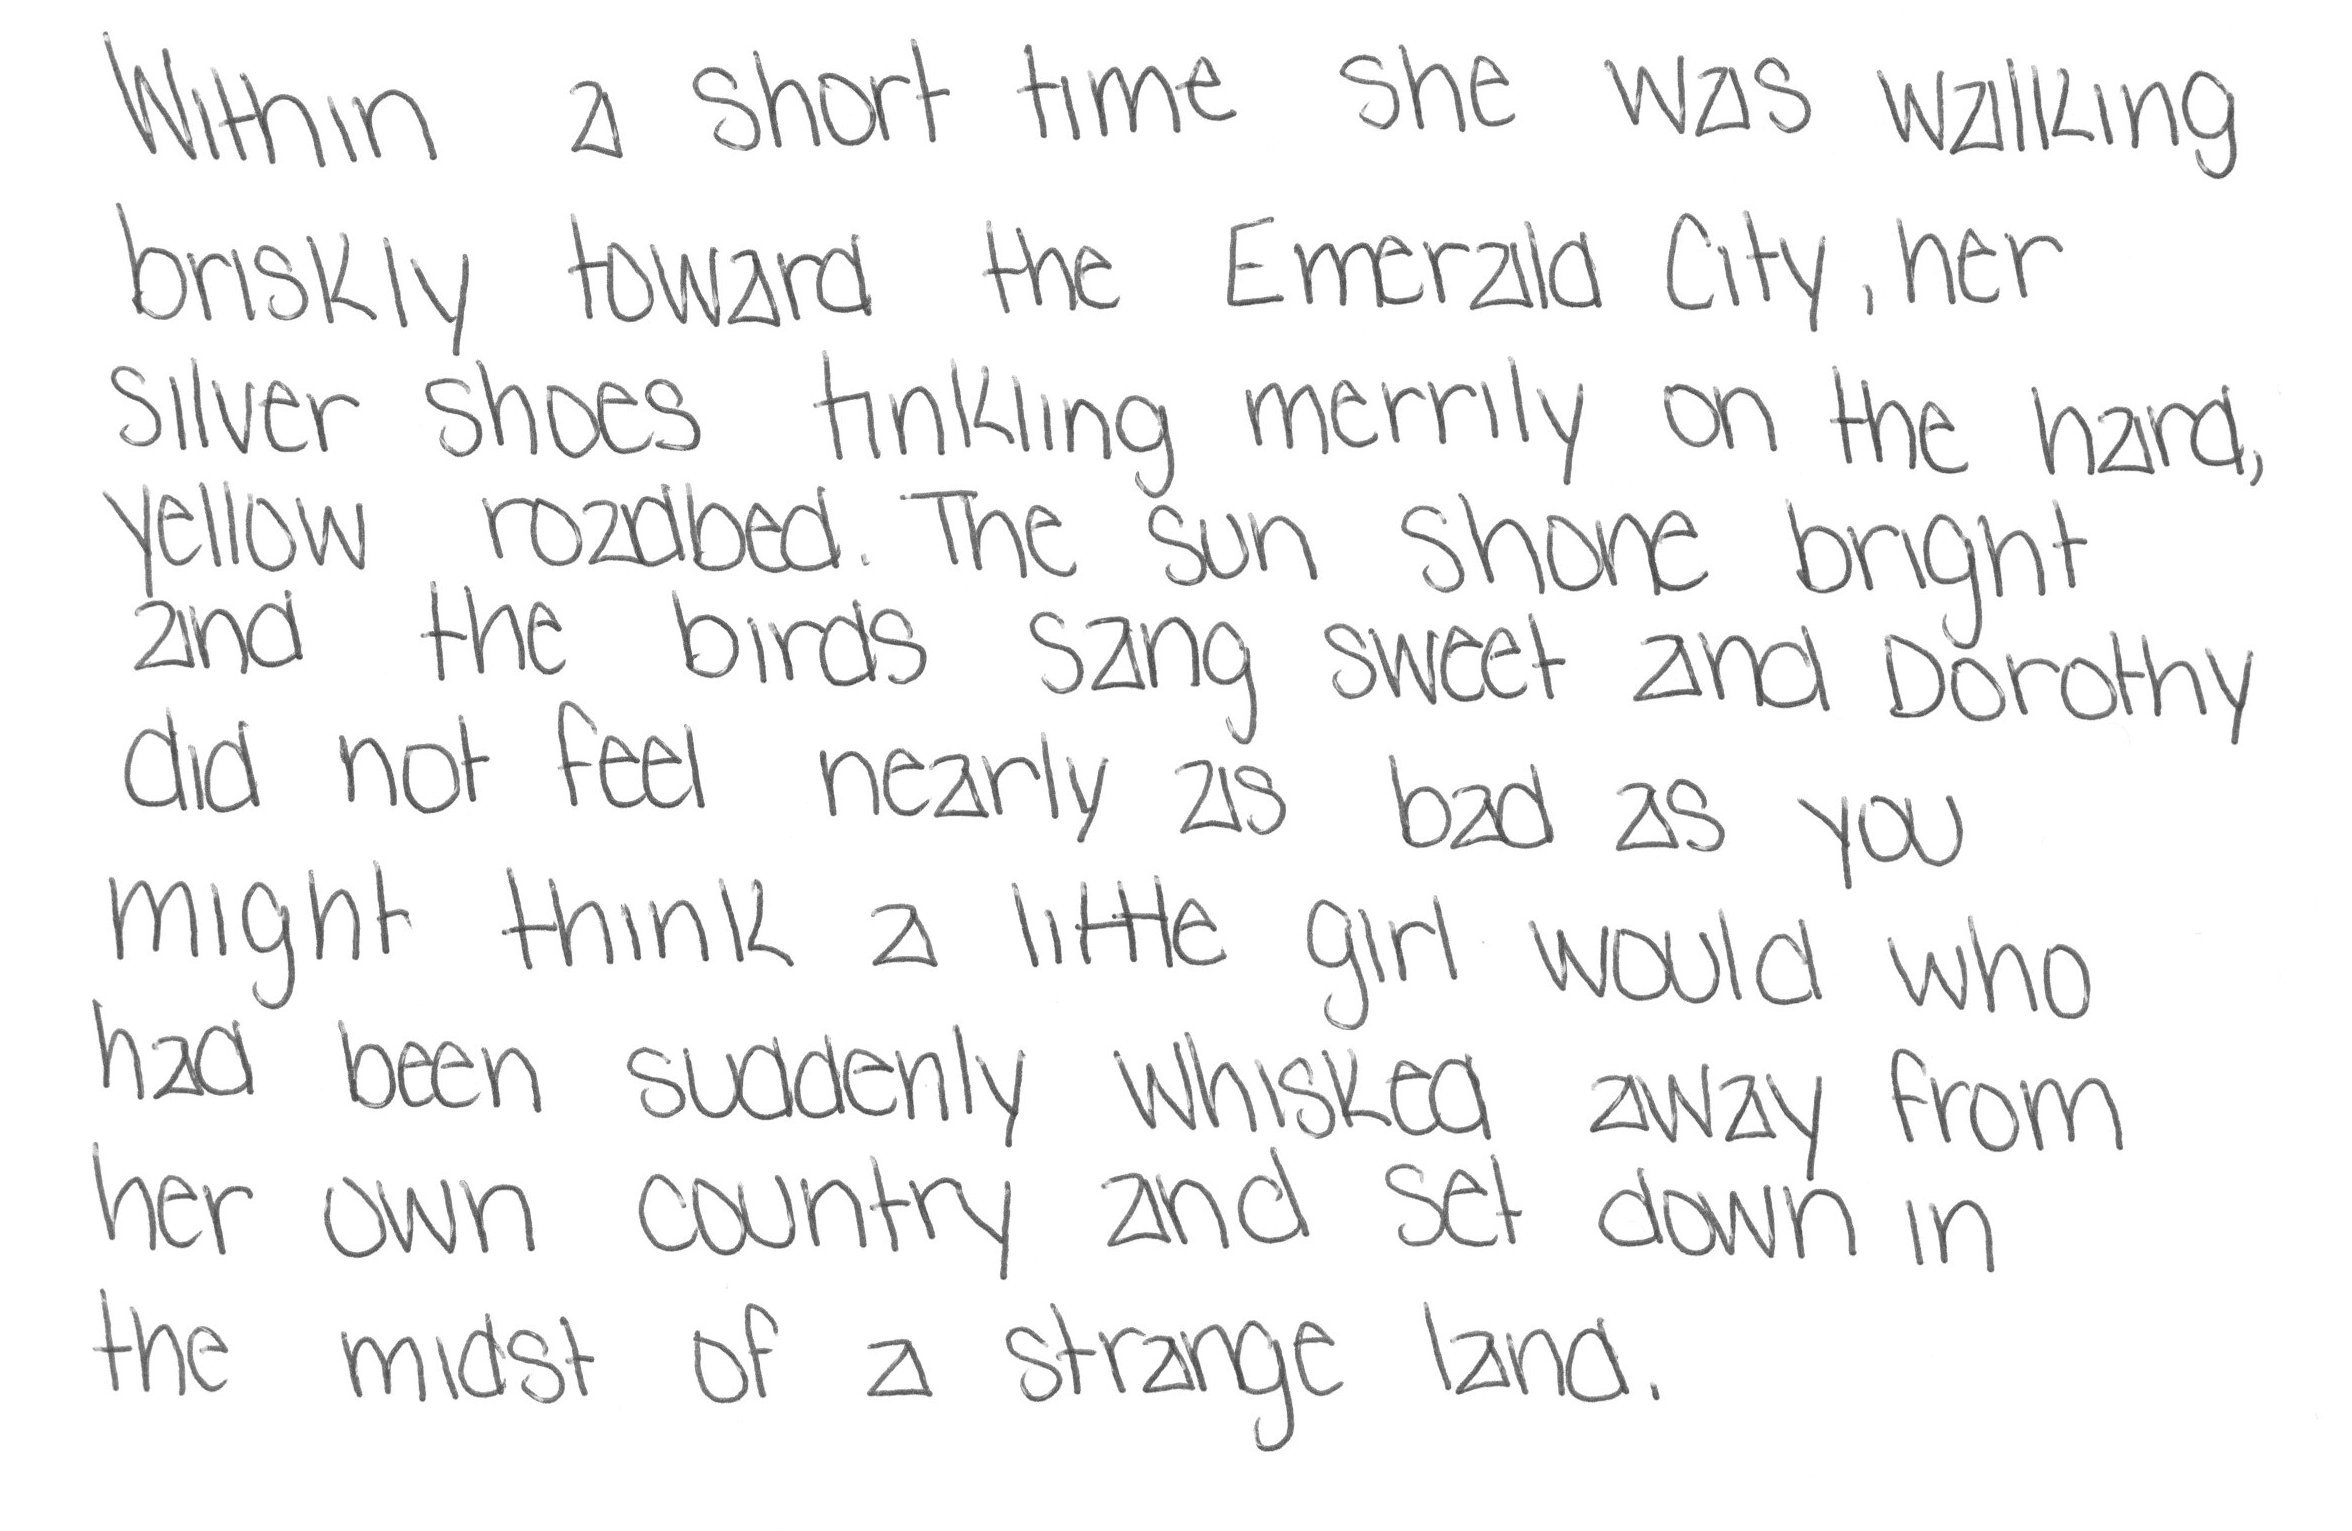 Within a short time she was walking
briskly toward the Emerald City, her
silver shoes tinkling merrily on the hard,
yellow roadbed. The sun shone bright
and the birds sang sweet and Dorothy
did not feel nearly as bad as you
might think a little girl would who
had been suddenly whisked away from
her own country and set down in
the midst of a strange land.